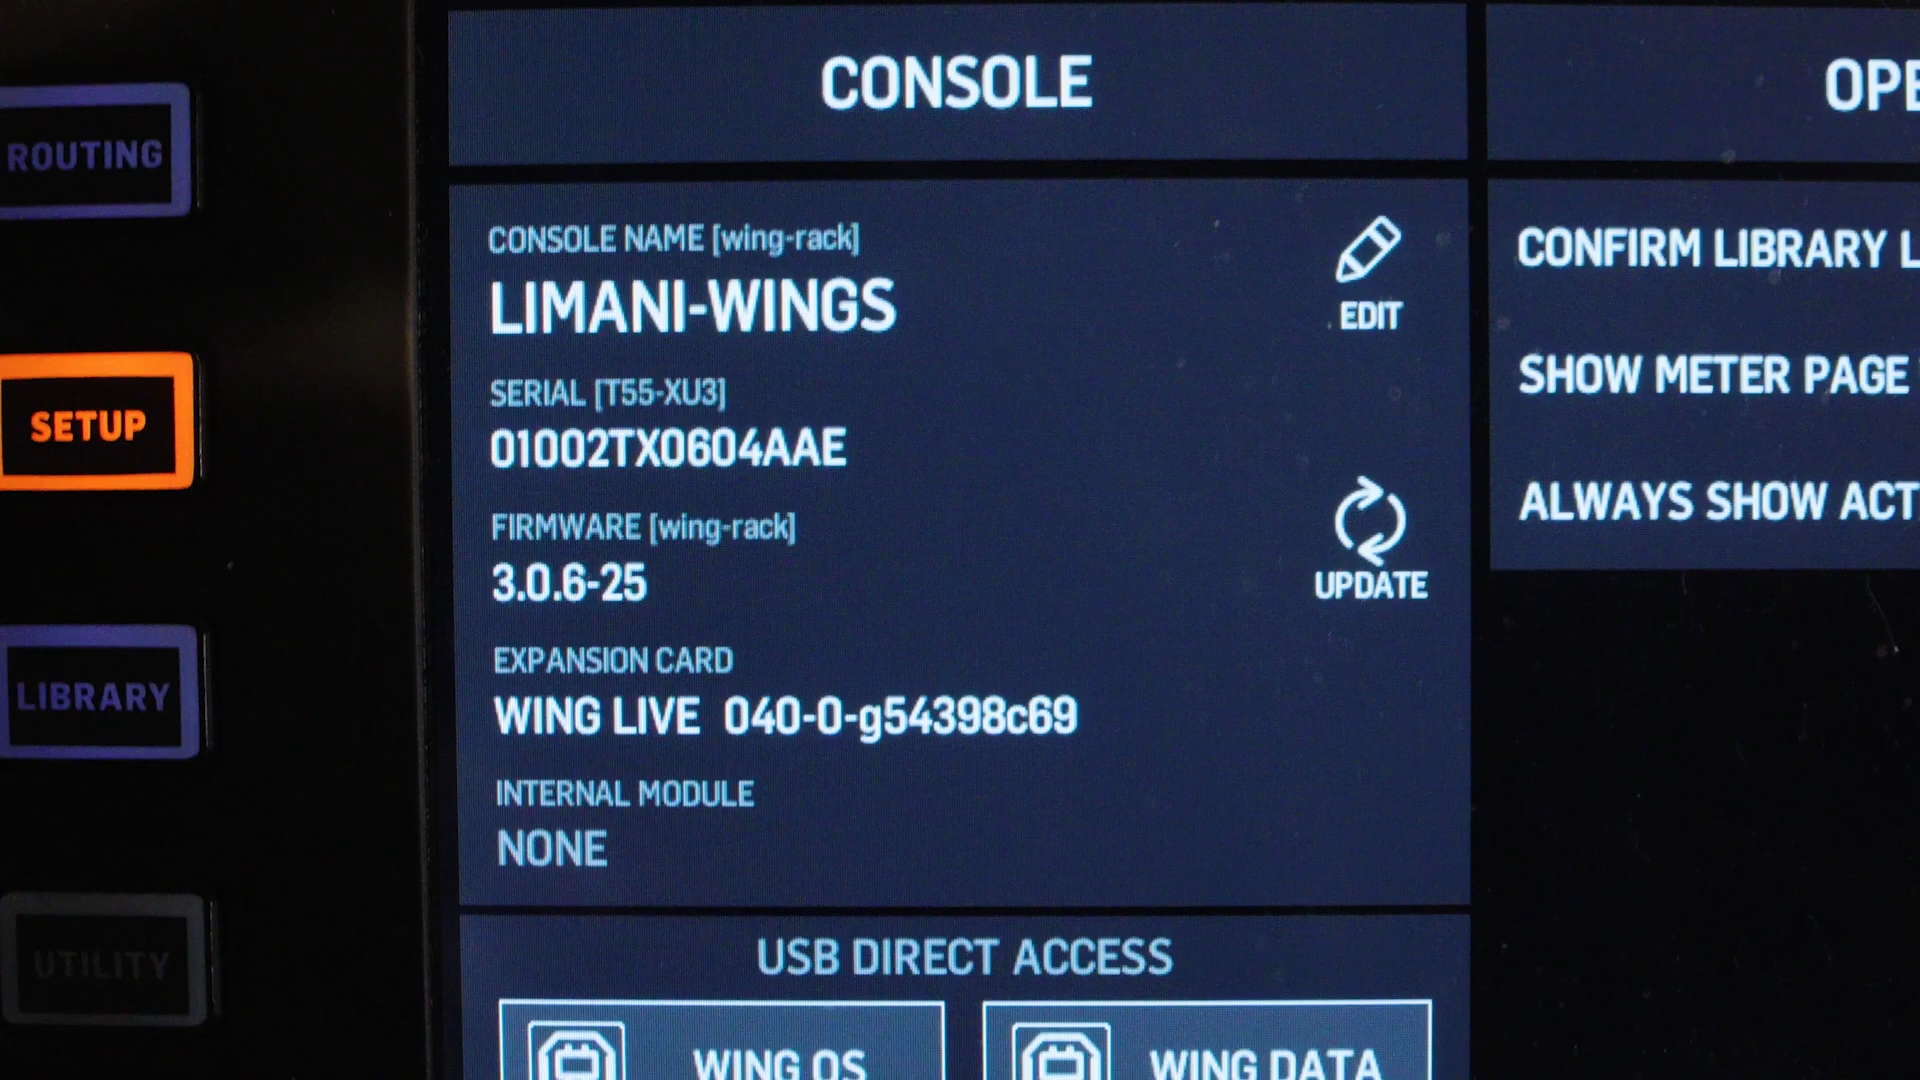 ROUTING
SETUP
LIBRARY
UTILITY
CONSOLE
CONSOLE NAME [wing-rack]
LIMANI-WINGS
EDIT
SERIAL [T55-XU3]
01002TX0604AAE
FIRMWARE [wing-rack]
3.0.6-25
UPDATE
EXPANSION CARD
WING LIVE 040-0-g54398c69
INTERNAL MODULE
NONE
USB DIRECT ACCESS
WING OS
WING DATA
CONFIRM LIBRARY
SHOW METER PAGE
ALWAYS SHOW